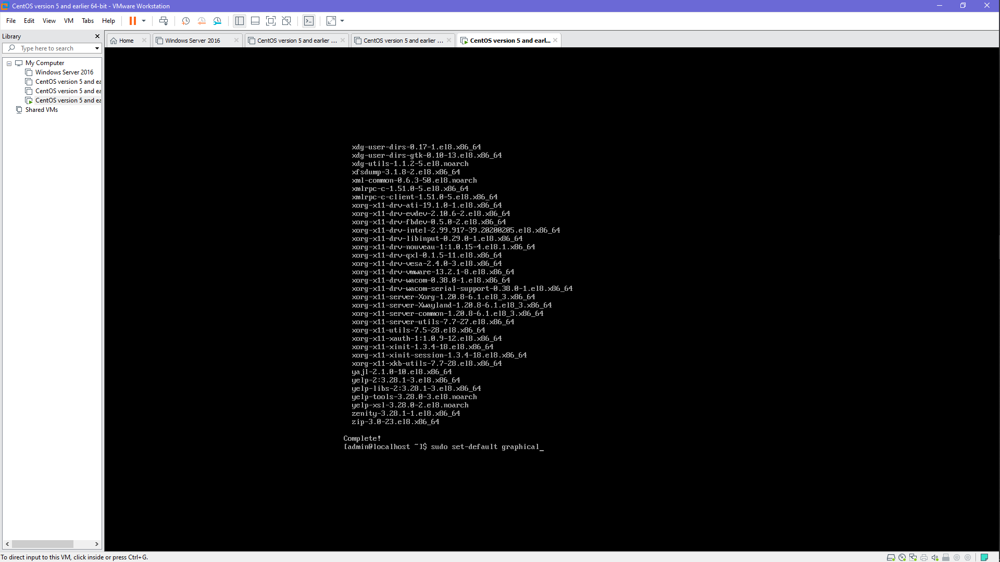 CentOS version 5 and earlier 64-bit - VMware Workstation
File Edit View VM Tabs Help
Library
Type here to search
My Computer
Windows Server 2016
CentOS version 5 and ea
CentOS version 5 and ea
CentOS version 5 and ea
Shared VMs
Home
Windows Server 2016
CentOS version 5 and earlier ...
CentOS version 5 and earlier ...
CentOS version 5 and earl...
xdg-user-dirs-0.17-1.el8.x86_64
xdg-user-dirs-gtk-0.10-13.el8.x86_64
xdg-utils-1.1.2-5.el8.noarch
xfsdump-3.1.8-2.el8.x86_64
xml-common-0.6.3-50.el8.noarch
xmlrpc-c-1.51.0-5.el8.x86_64
xmlrpc-c-client-1.51.0-5.el8.x86_64
xorg-x11-drv-ati-19.1.0-1.el8.x86_64
xorg-x11-drv-evdev-2.10.6-2.el8.x86_64
xorg-x11-drv-fbdev-0.5.0-2.el8.x86_64
xorg-x11-drv-intel-2.99.917-39.20200205.el8.x86_64
xorg-x11-drv-libinput-0.29.0-1.el8.x86_64
xorg-x11-drv-nouveau-1:1.0.15-4.el8.1.x86_64
xorg-x11-drv-qxl-0.1.5-11.el8.x86_64
xorg-x11-drv-vesa-2.4.0-3.el8.x86_64
xorg-x11-drv-vmware-13.2.1-8.el8.x86_64
xorg-x11-drv-wacom-0.38.0-1.el8.x86_64
xorg-x11-drv-wacom-serial-support-0.38.0-1.el8.x86_64
xorg-x11-server-Xorg-1.20.8-6.1.el8_3.x86_64
xorg-x11-server-Xwayland-1.20.8-6.1.el8_3.x86_64
xorg-x11-server-common-1.20.8-6.1.el8_3.x86_64
xorg-x11-server-utils-7.7-27.el8.x86_64
xorg-x11-utils-7.5-28.el8.x86_64
xorg-x11-xauth-1:1.0.9-12.el8.x86_64
xorg-x11-xinit-1.3.4-18.el8.x86_64
xorg-x11-xinit-session-1.3.4-18.el8.x86_64
xorg-x11-xkb-utils-7.7-28.el8.x86_64
yajl-2.1.0-10.el8.x86_64
yelp-2:3.28.1-3.el8.x86_64
yelp-libs-2:3.28.1-3.el8.x86_64
yelp-tools-3.28.0-3.el8.noarch
yelp-xsl-3.28.0-2.el8.noarch
zenity-3.28.1-1.el8.x86_64
zip-3.0-23.el8.x86_64
Complete!
[admin@localhost ~]$ sudo set-default graphical_
To direct input to this VM, click inside or press Ctrl+G.